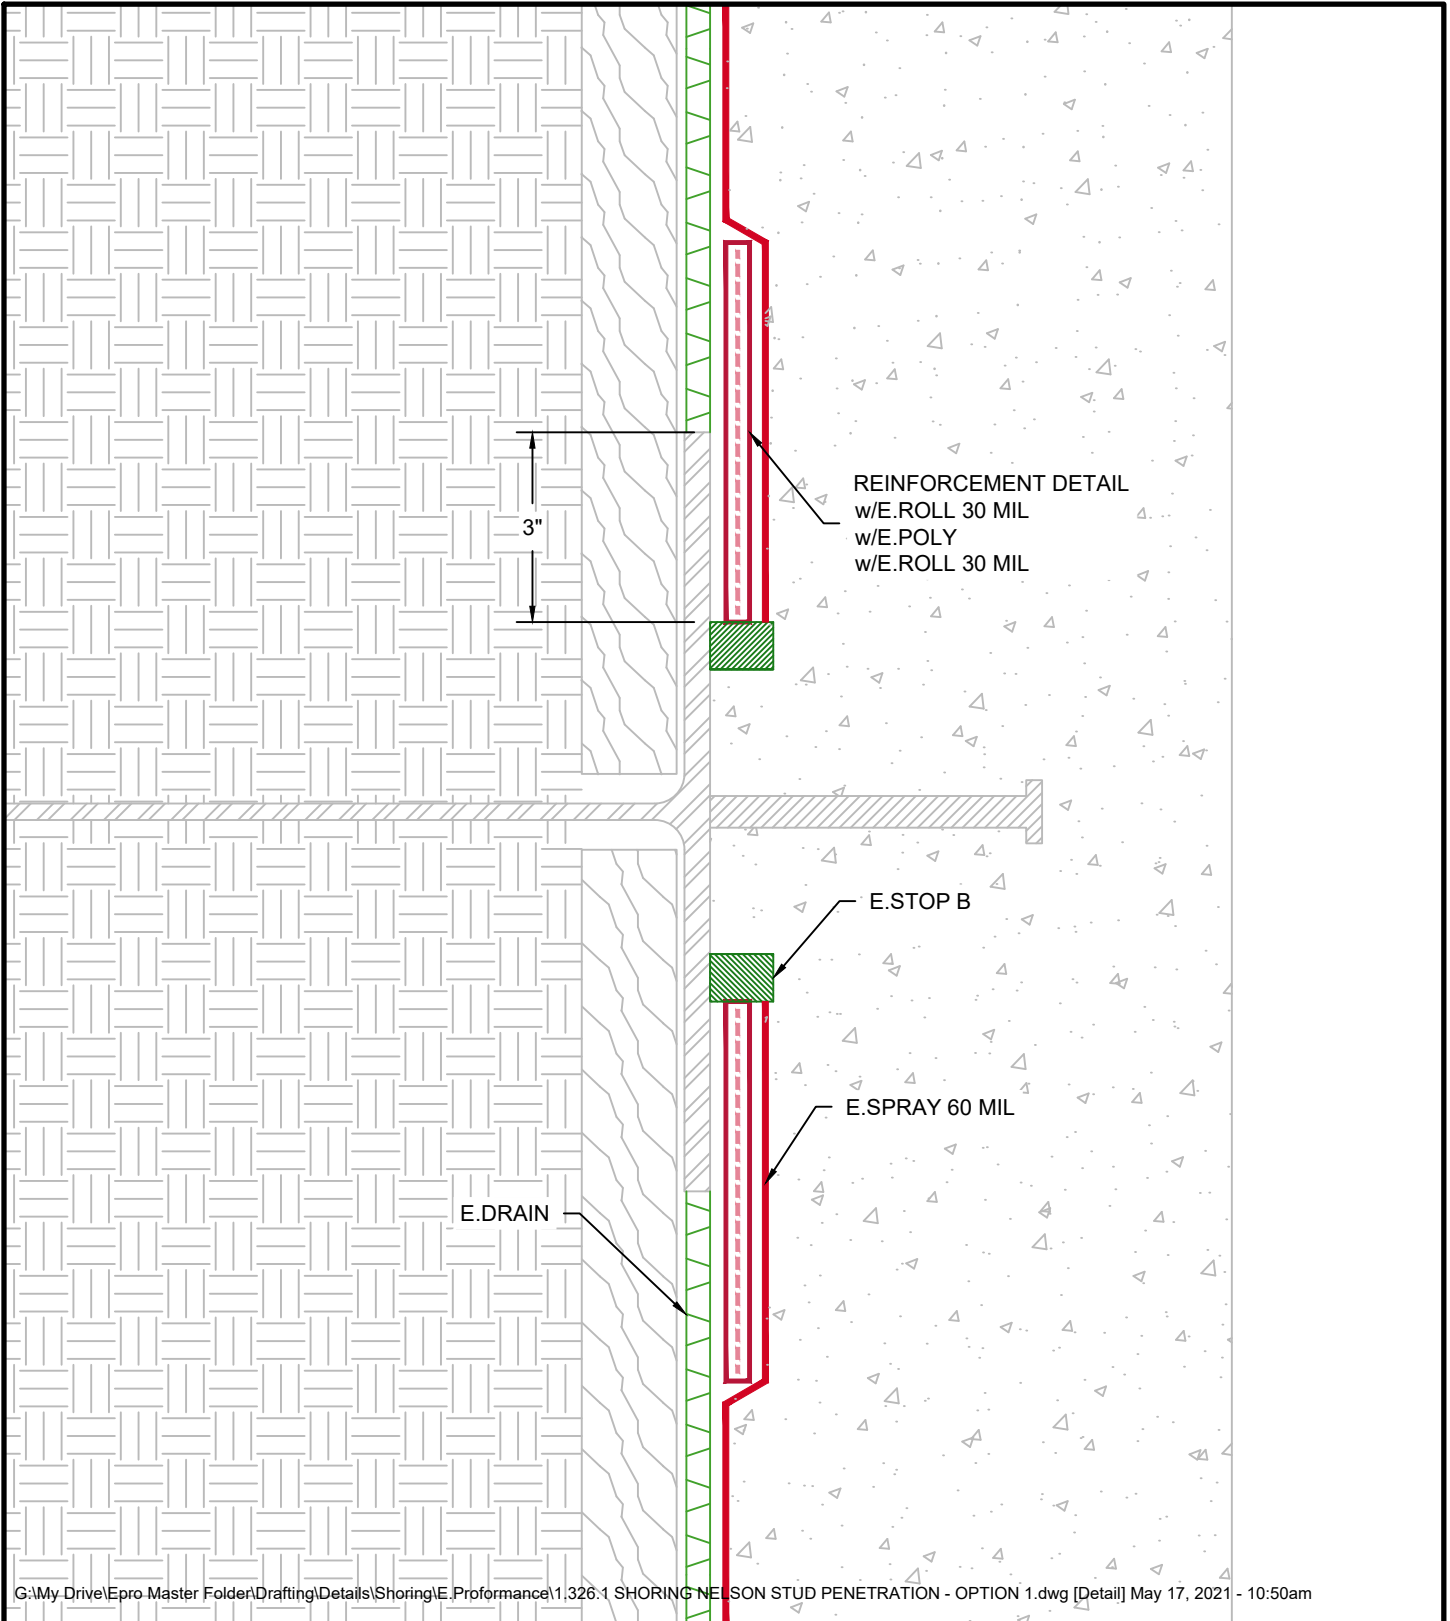 REINFORCEMENT DETAIL
w/E.ROLL 30 MIL
w/E.POLY
w/E.ROLL 30 MIL
3"
E.STOP B
E.SPRAY 60 MIL
E.DRAIN
G:\My Drive\Epro Master Folder\Drafting\Details\Shoring\E.Proformance\1.326.1 SHORING NELSON STUD PENETRATION - OPTION 1.dwg [Detail] May 17, 2021 - 10:50am